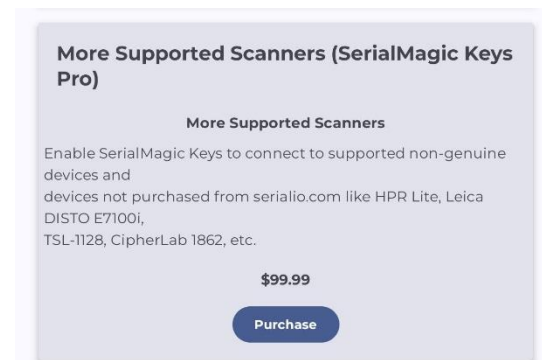 More Supported Scanners (SerialMagic Keys
Pro)
More Supported Scanners
Enable SerialMagic Keys to connect to supported non-genuine
devices and
devices not purchased from serialio.com like HPR Lite, Leica
DISTO E7100i,
TSL-1128, CipherLab 1862, etc.
$99.99
Purchase